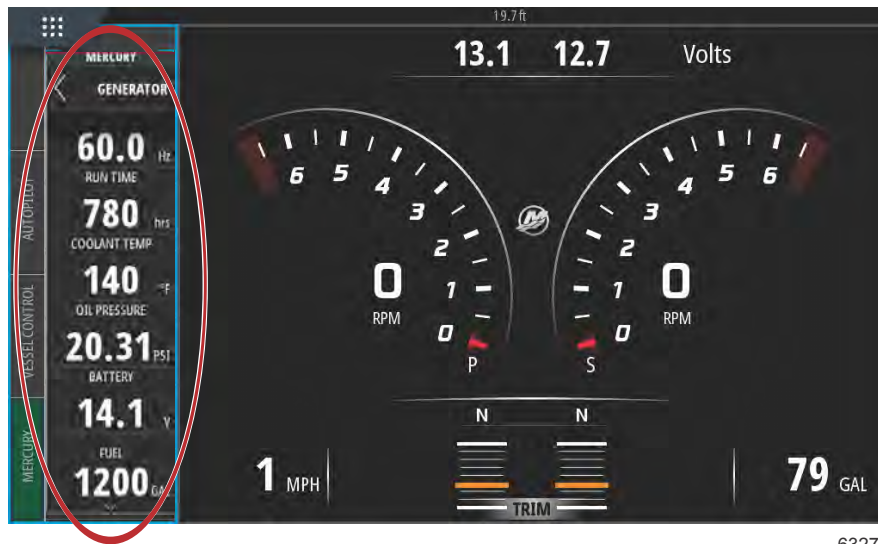 19.7 ft
MERCURY
GENERATOR
60.0 Hz
RUN TIME
780 hrs
COOLANT TEMP
140 °F
OIL PRESSURE
20.31 PSI
BATTERY
14.1 V
FUEL
1200 GAL
AUTOPILOT
VESSEL CONTROL
MERCURY
13.1 12.7 Volts
6 5 4 3 2 1 0
0 RPM
P
M
6 5 4 3 2 1 0
0 RPM
S
N N
TRIM
1 MPH
79 GAL
6327